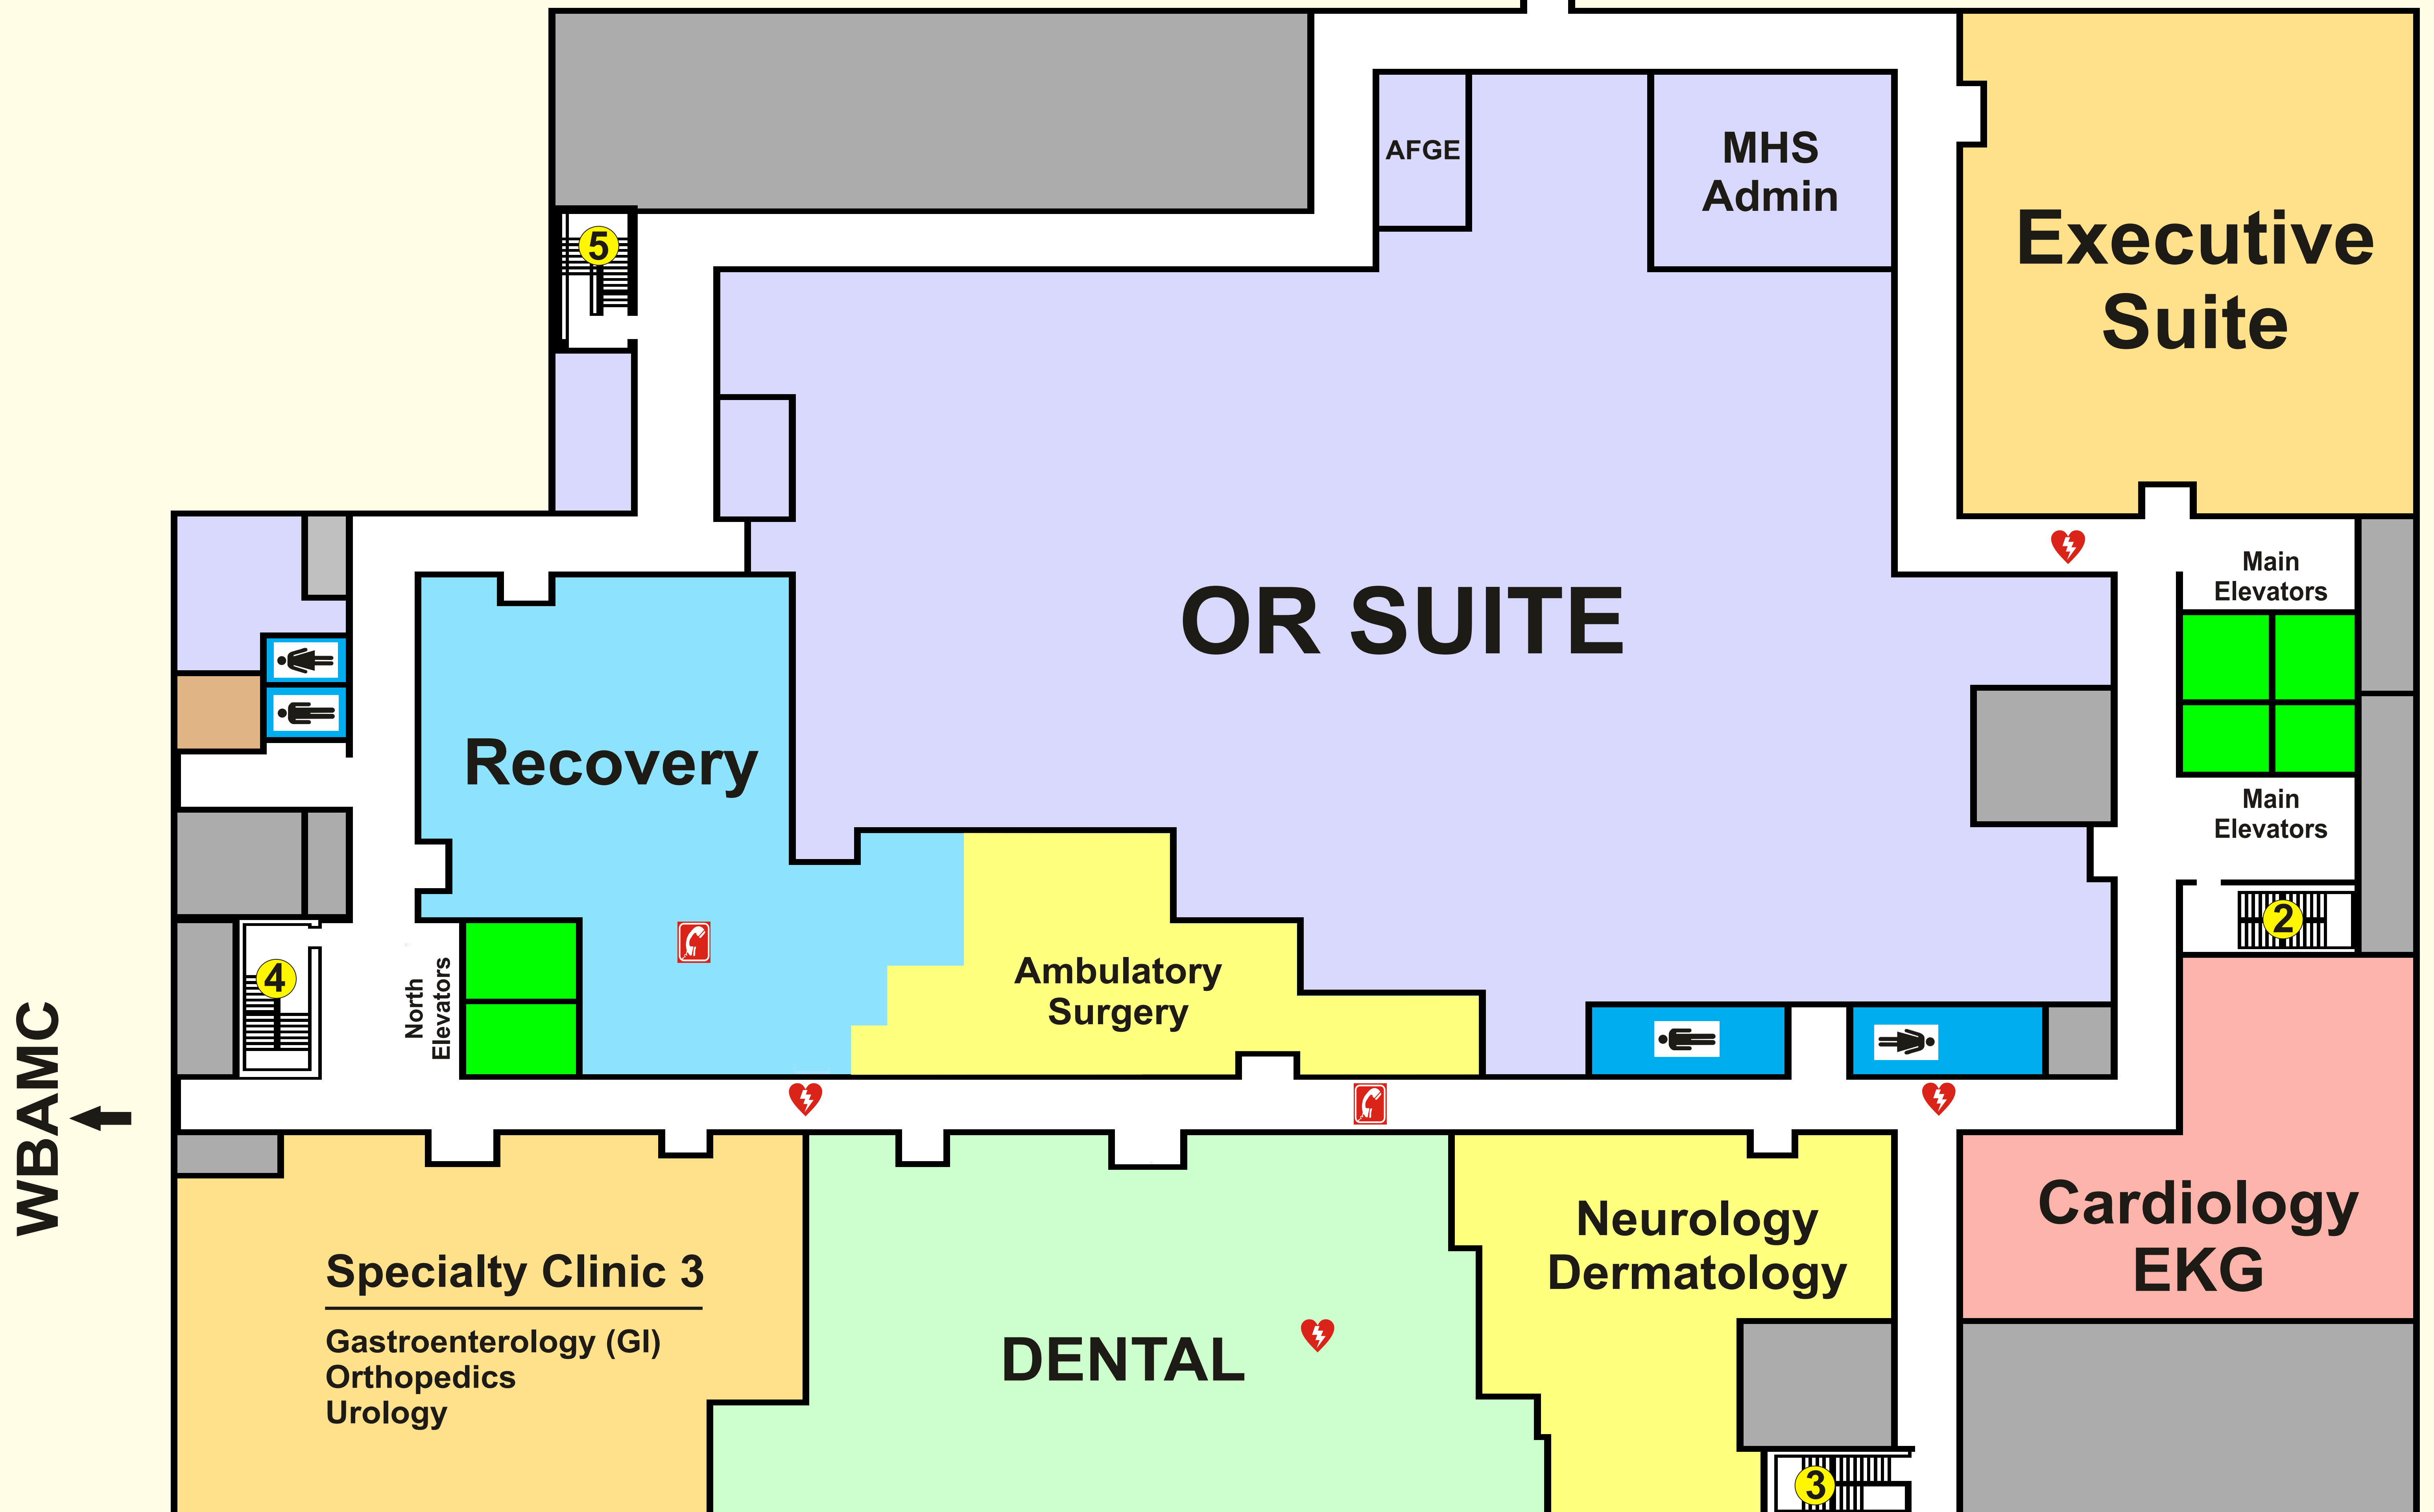 AFGE
MHS
Admin
5
Executive
Suite
OR SUITE
Main
Elevators
Recovery
Main
Elevators
2
4
North
Elevators
Ambulatory
Surgery
WBAMC
Specialty Clinic 3
Gastroenterology (GI)
Orthopedics
Urology
DENTAL
Neurology
Dermatology
Cardiology
EKG
3